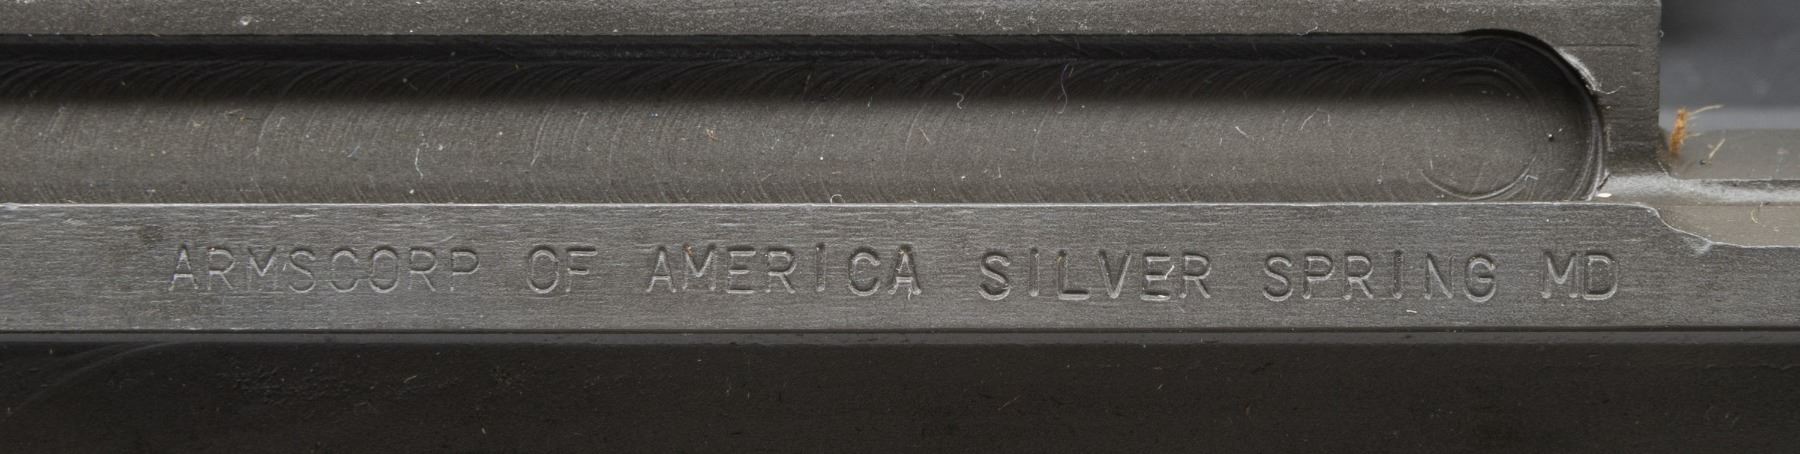 ARMSCORP OF AMERICA SILVER SPRING MD